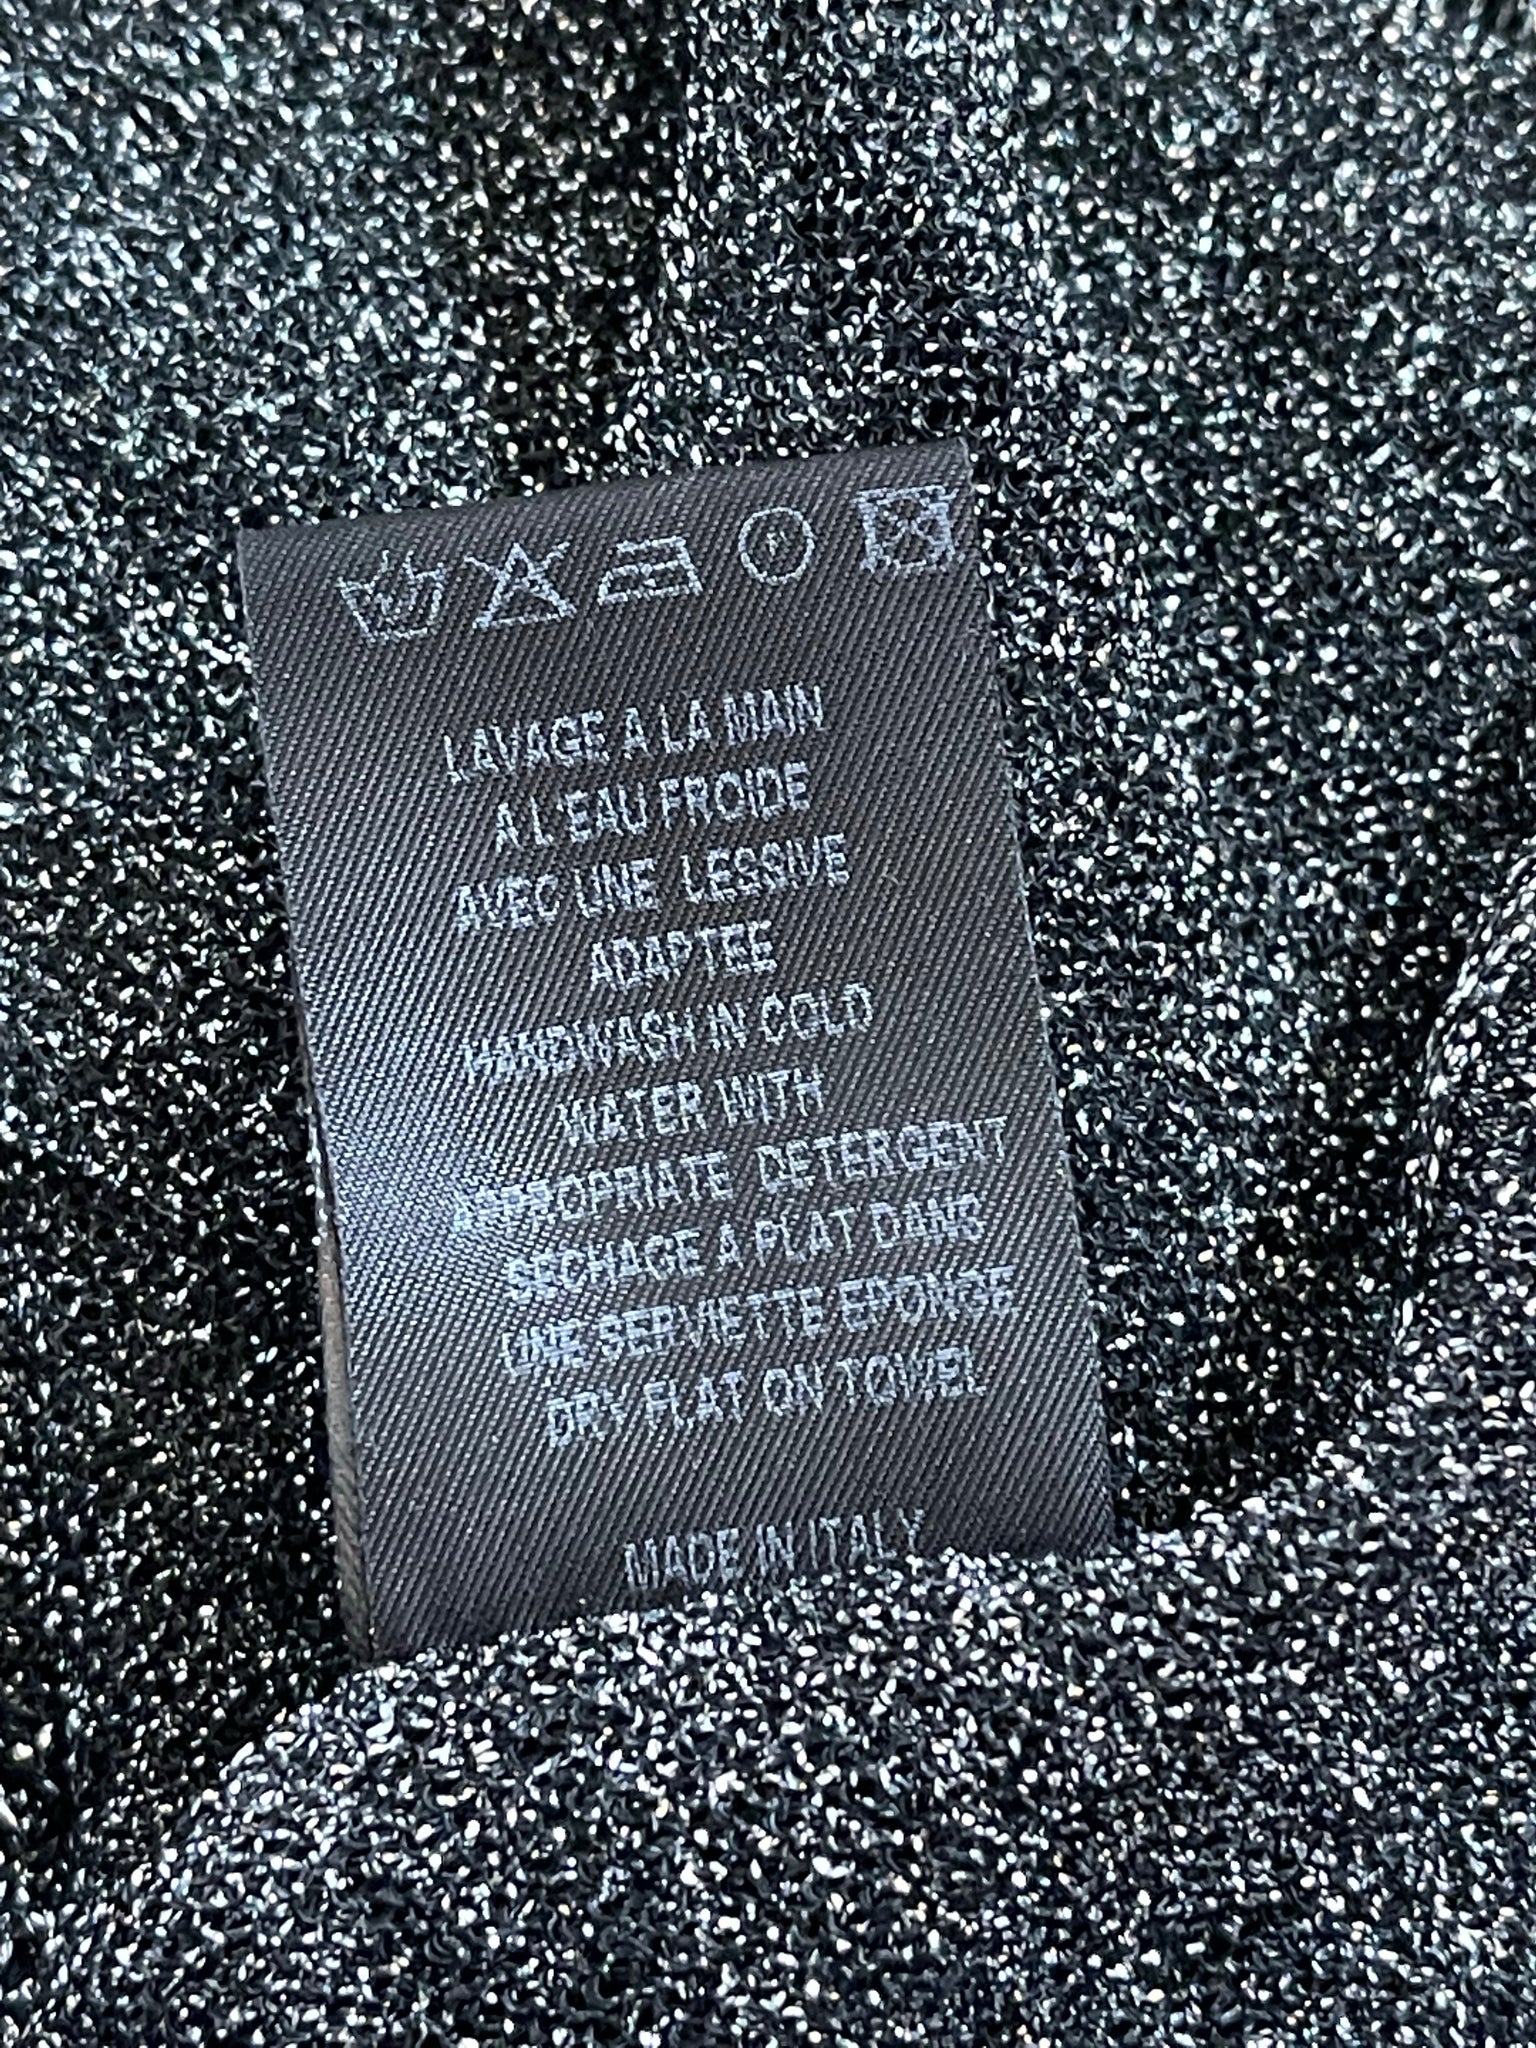 LAVAGE A LA MAIN
A L'EAU FROIDE
AVEC UNE LESSIVE
ADAPTEE
HANDWASH IN COLD
WATER WITH
APPROPRIATE DETERGENT
SECHAGE A PLAT DANS
UNE SERVIETTE EPONGE
DRY FLAT ON TOWEL
MADE IN ITALY